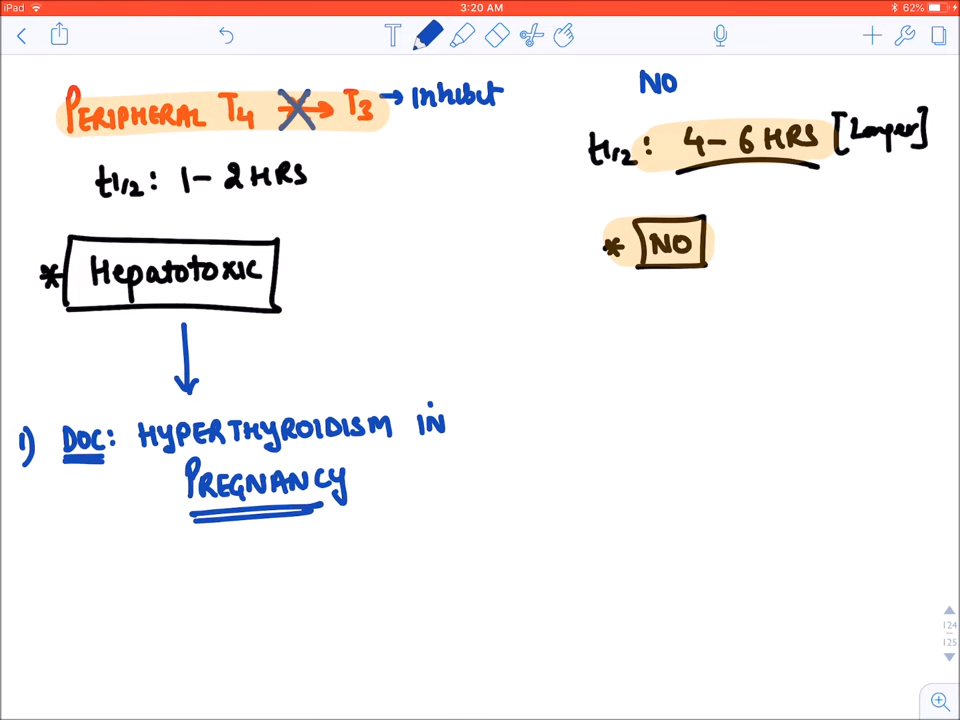 iPad
3:20 AM
62%
T
PERIPHERAL T4 → T3 → Inhibit
t1/2: 1-2 HRS
* Hepatotoxic
1) DOC: HYPERTHYROIDISM in
PREGNANCY
NO
t1/2: 4-6 HRS [Longer]
* NO
124
125